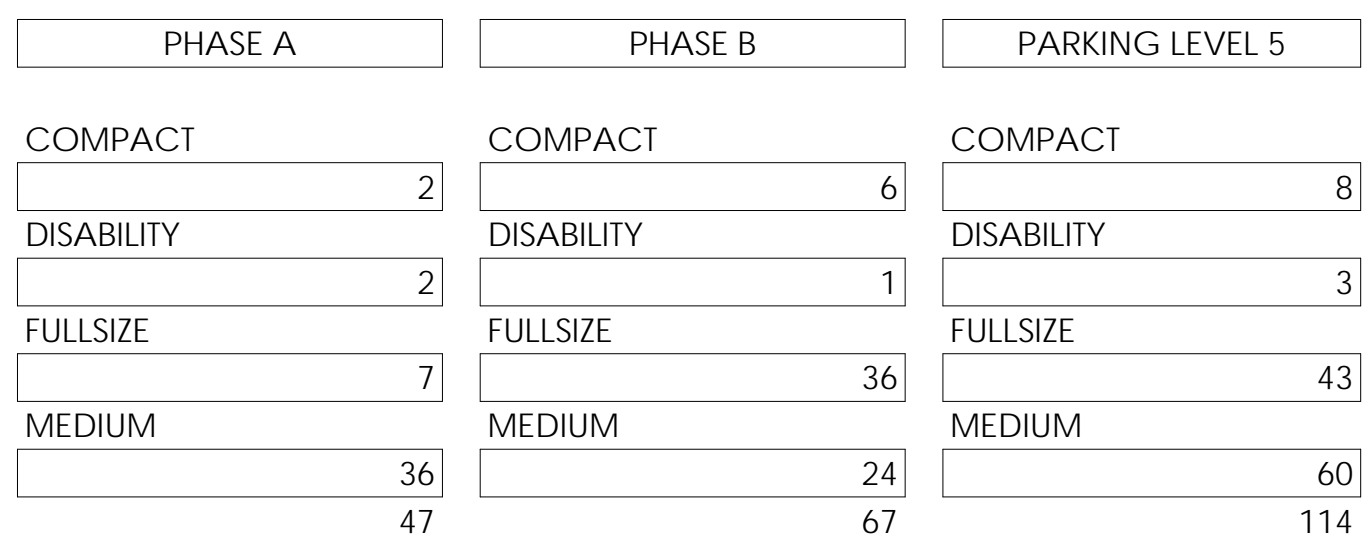 PHASE A PHASE B PARKING LEVEL 5
COMPACT COMPACT COMPACT
2 6 8
DISABILITY DISABILITY DISABILITY
2 1 3
FULLSIZE FULLSIZE FULLSIZE
7 36 43
MEDIUM MEDIUM MEDIUM
36 24 60
47 67 114